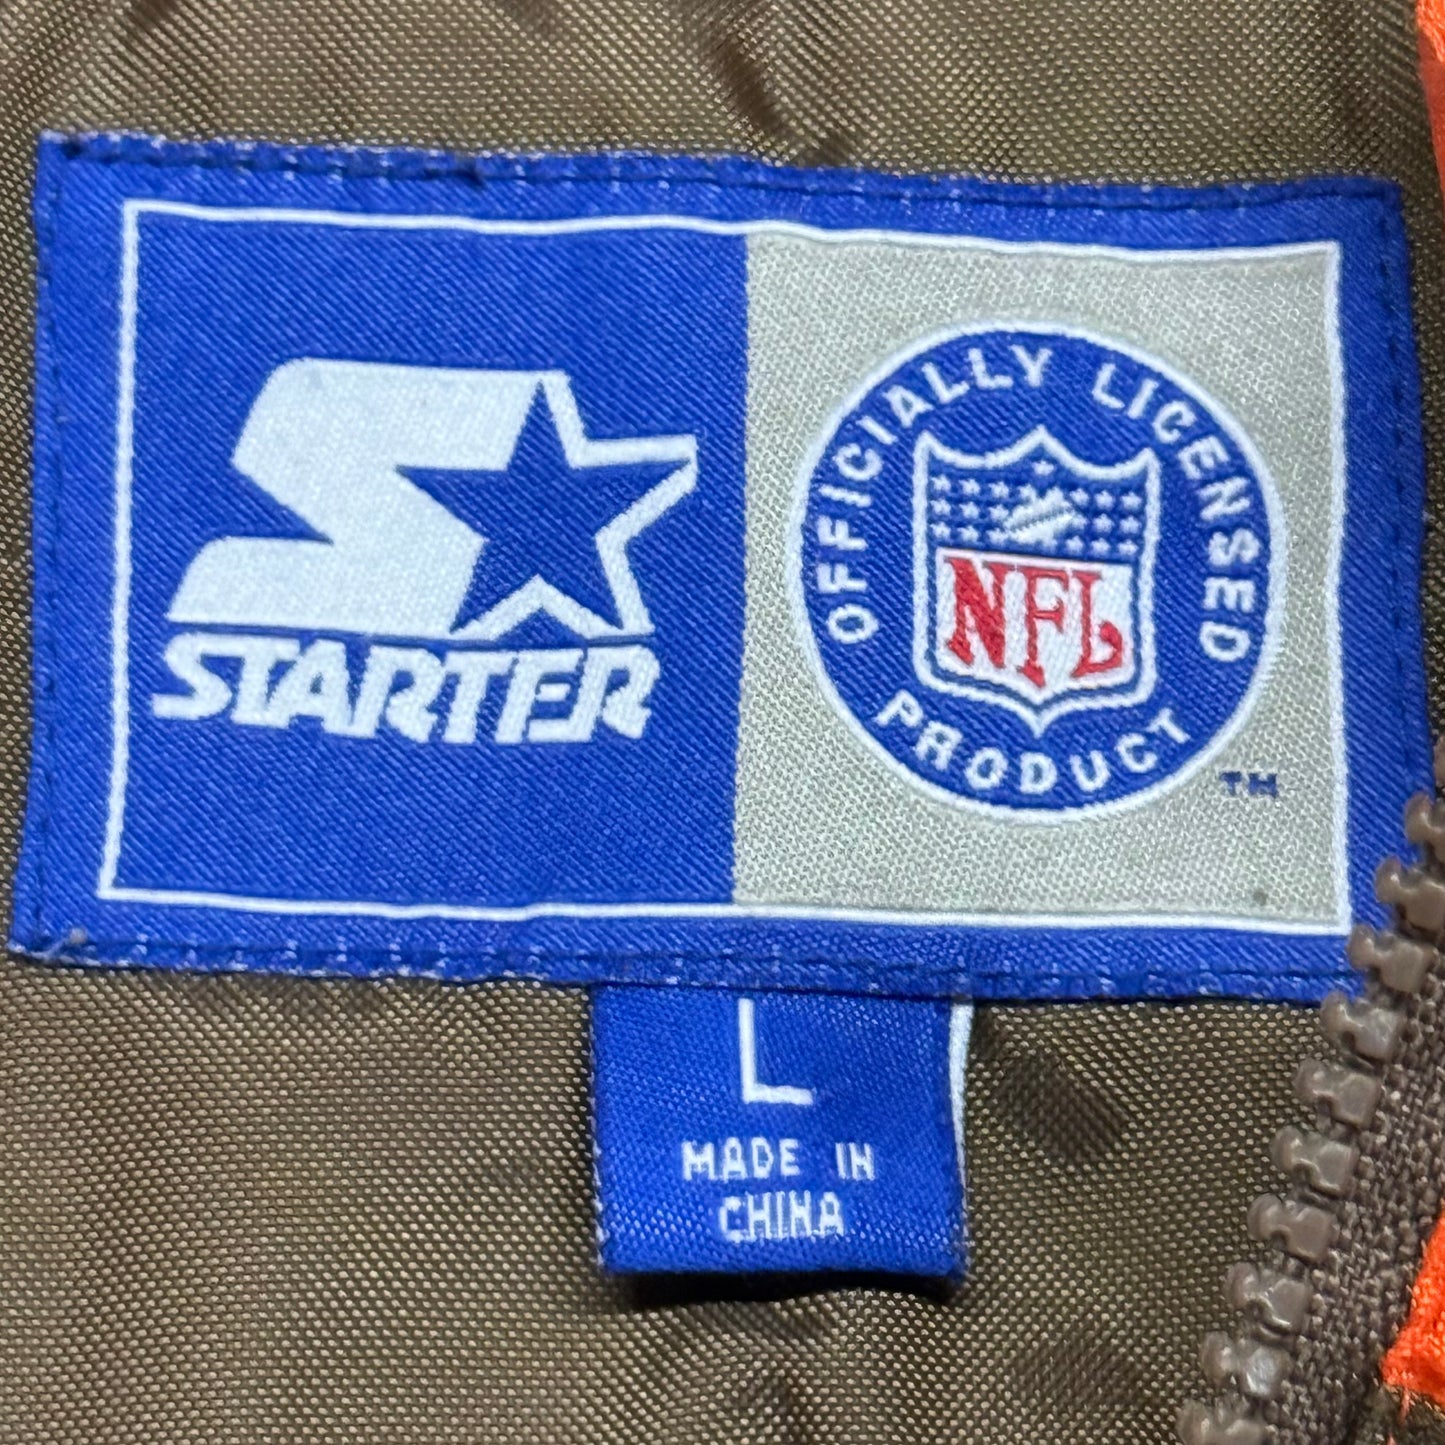 STARTER
OFFICIALLY LICENSED
PRODUCT
NFL
TM
L
MADE IN
CHINA